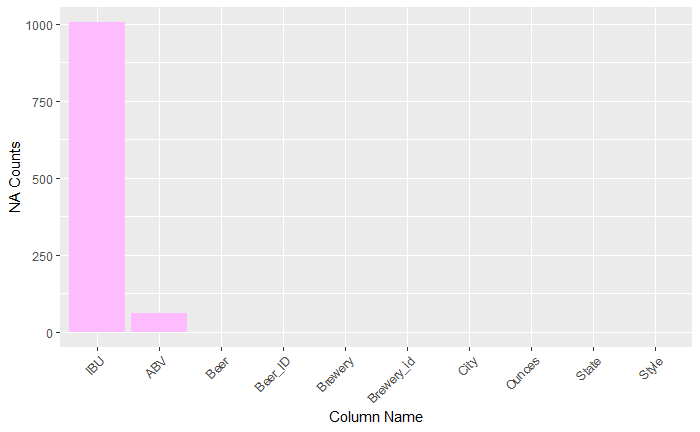 1000
750
500
250
0
NA Counts
IBU
ABV
Beer
Beer_ID
Brewery
Brewery_id
City
Ounces
State
Style
Column Name